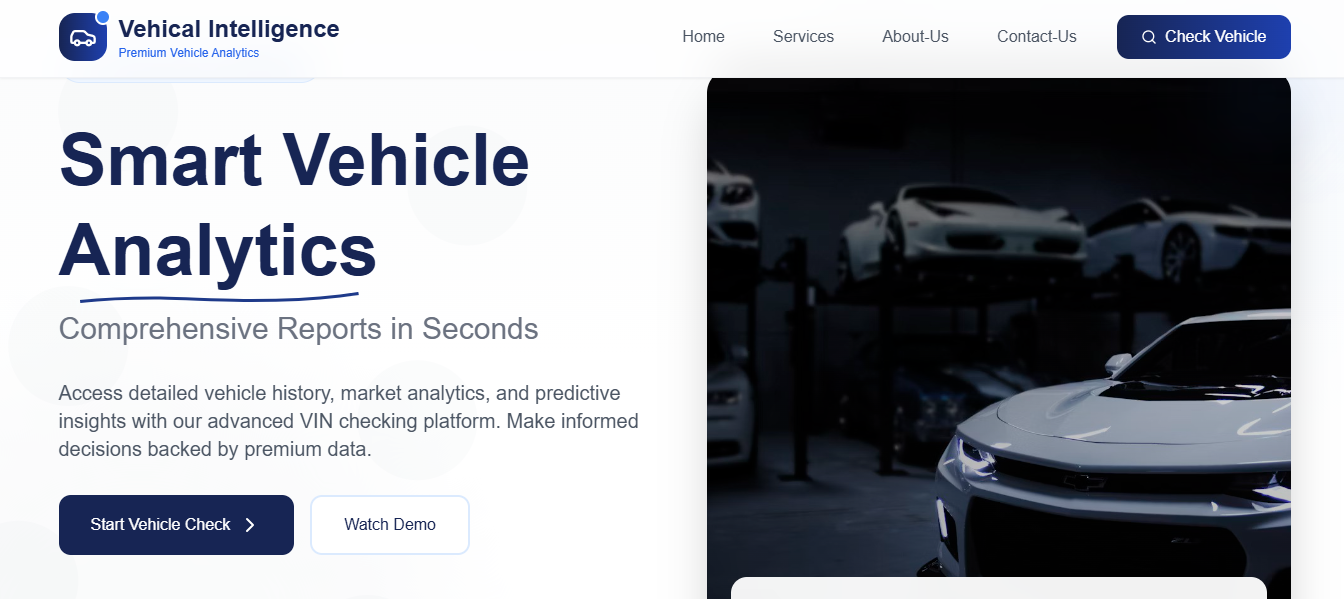 Vehical Intelligence
Premium Vehicle Analytics
Home
Services
About-Us
Contact-Us
Check Vehicle
Smart Vehicle
Analytics
Comprehensive Reports in Seconds
Access detailed vehicle history, market analytics, and predictive
insights with our advanced VIN checking platform. Make informed
decisions backed by premium data.
Start Vehicle Check
Watch Demo